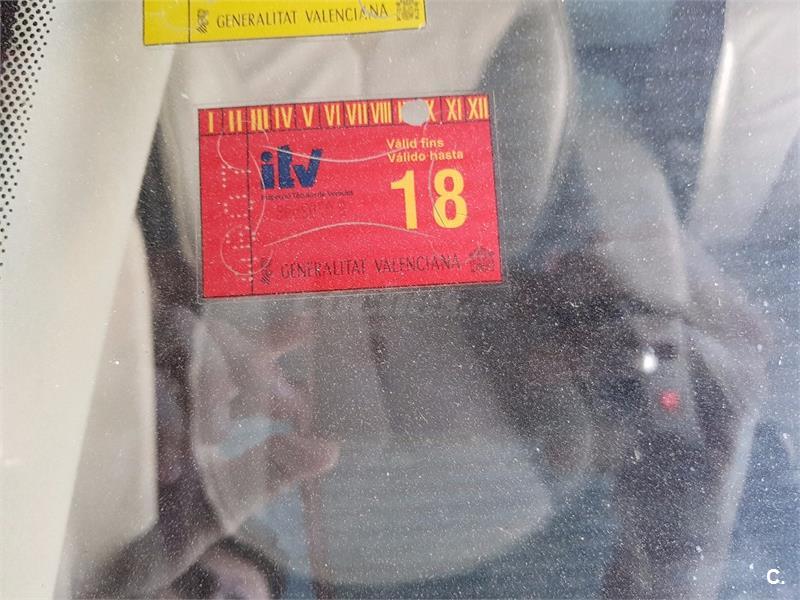 GENERALITAT VALENCIANA
I II III IV V VI VII VIII X XI XII
itv
Vàlid fins
Válido hasta
18
GENERALITAT VALENCIANA
C.